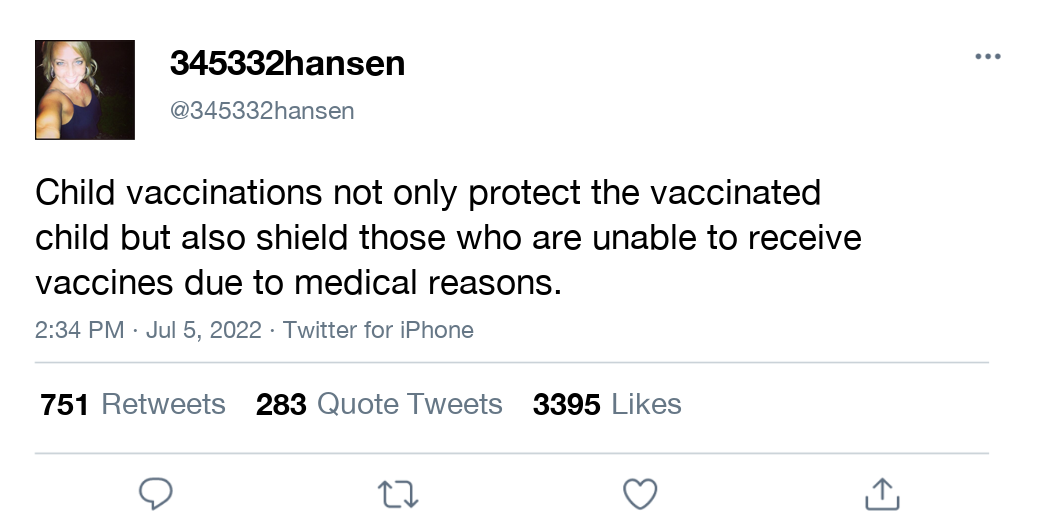 345332hansen
@345332hansen
Child vaccinations not only protect the vaccinated
child but also shield those who are unable to receive
vaccines due to medical reasons.
2:34 PM · Jul 5, 2022 · Twitter for iPhone
751 Retweets 283 Quote Tweets 3395 Likes